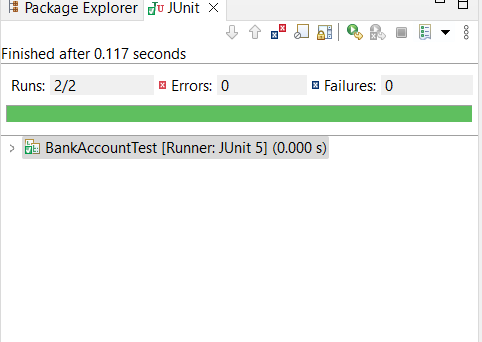 Package Explorer JUnit
Finished after 0.117 seconds
Runs: 2/2 Errors: 0 Failures: 0
BankAccountTest [Runner: JUnit 5] (0.000 s)